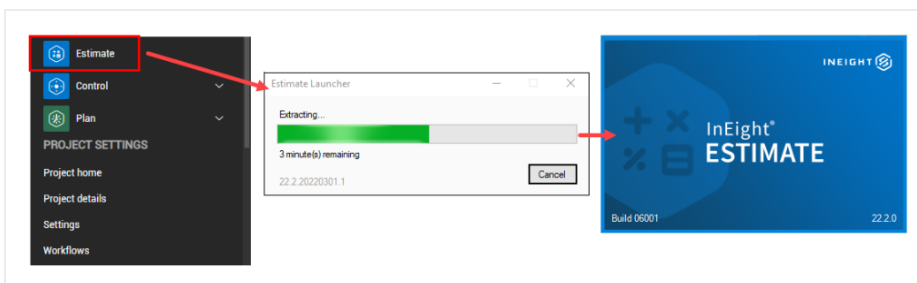 Estimate
Control
Plan
PROJECT SETTINGS
Project home
Project details
Settings
Workflows
Estimate Launcher
Extracting...
3 minute(s) remaining
22.2.20220301.1
Cancel
INEIGHT
InEight®
ESTIMATE
Build 06001
22.2.0